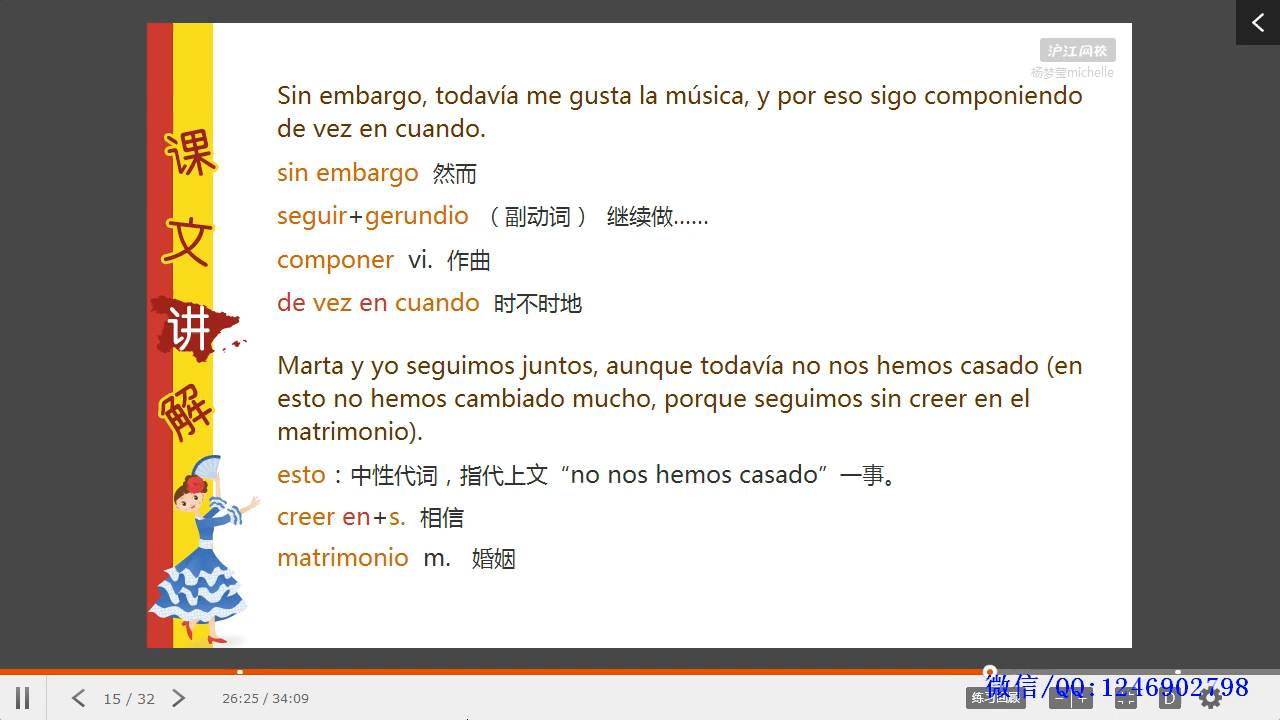 沪江网校
杨梦莹michelle
课文讲解
Sin embargo, todavía me gusta la música, y por eso sigo componiendo
de vez en cuando.
sin embargo 然而
seguir+gerundio （副动词） 继续做……
componer vi. 作曲
de vez en cuando 时不时地
Marta y yo seguimos juntos, aunque todavía no nos hemos casado (en
esto no hemos cambiado mucho, porque seguimos sin creer en el
matrimonio).
esto：中性代词，指代上文“no nos hemos casado”一事。
creer en+s. 相信
matrimonio m. 婚姻
15 / 32
26:25 / 34:09
练习回顾
D
微信/QQ:1246902798